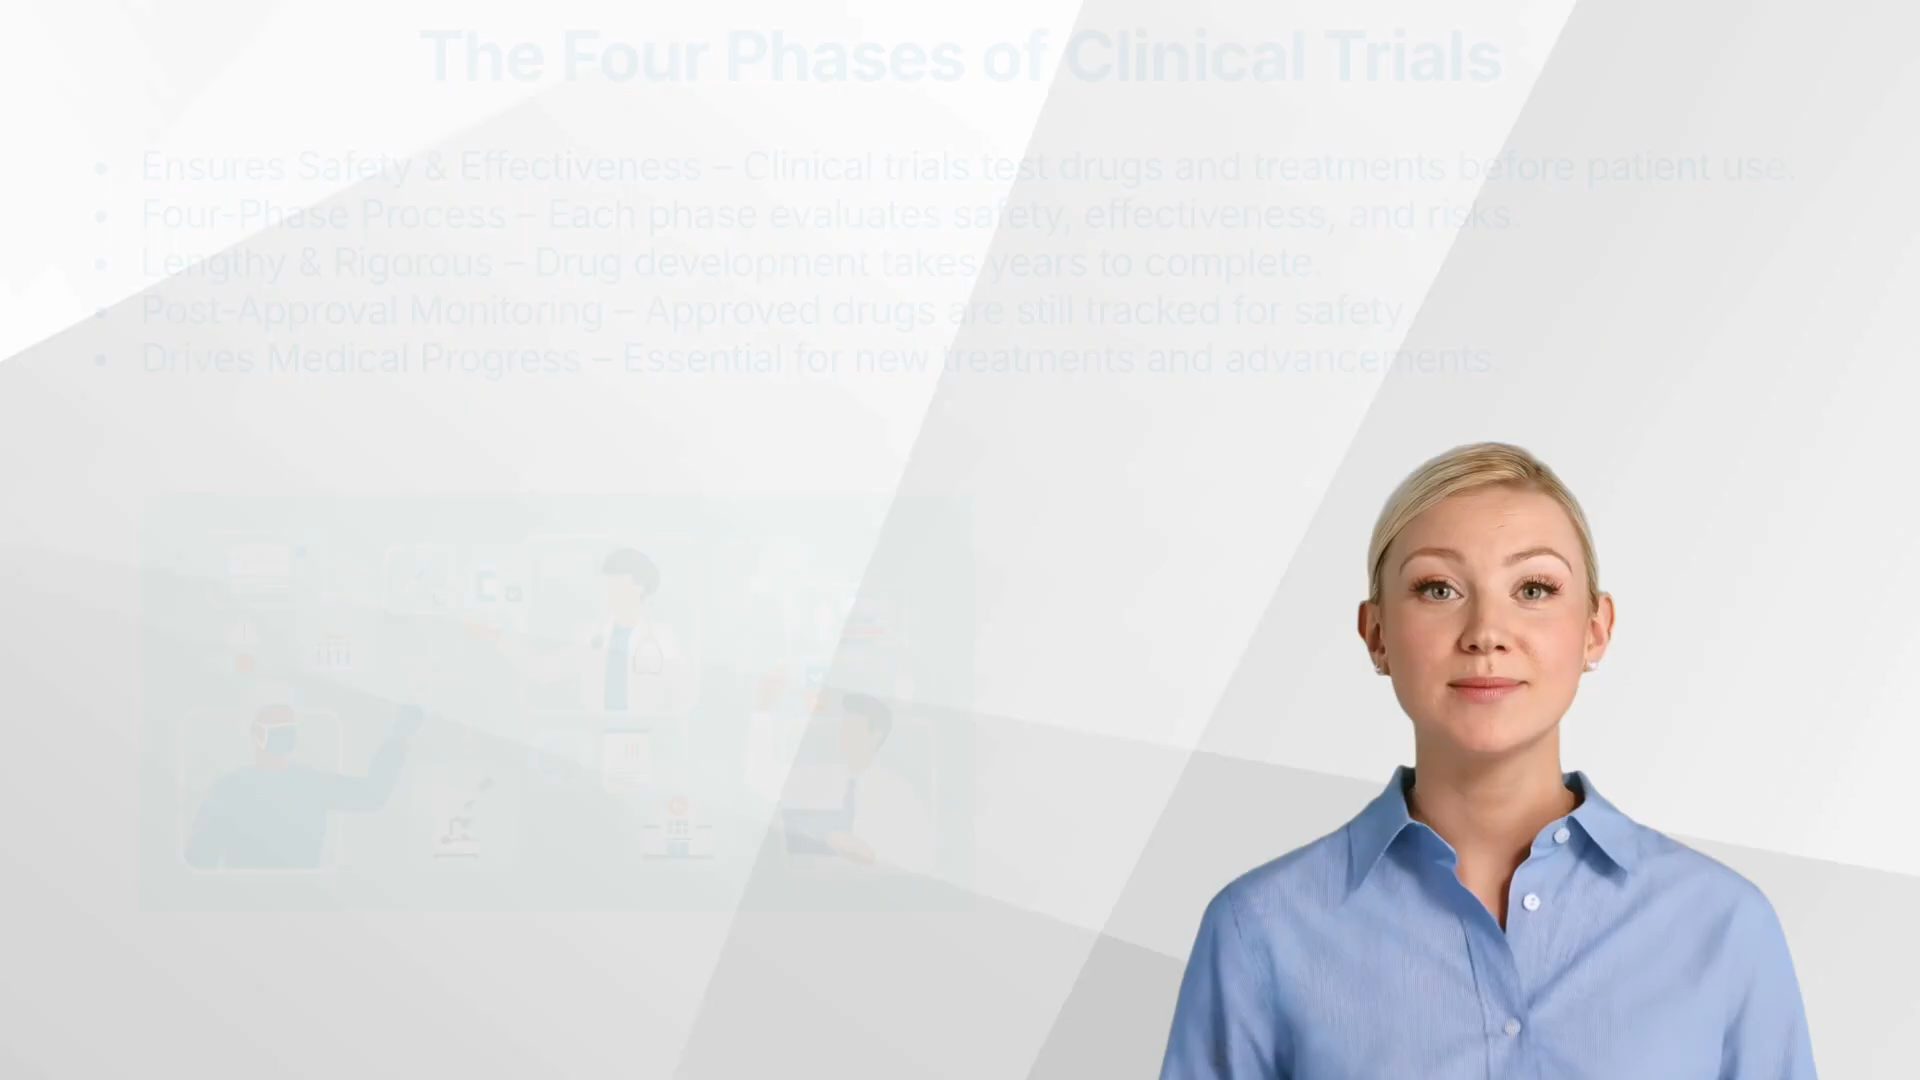 The Four Phases of Clinical Trials
• Ensures Safety & Effectiveness – Clinical trials test drugs and treatments before patient use.
• Four-Phase Process – Each phase evaluates safety, effectiveness, and risks.
• Lengthy & Rigorous – Drug development takes years to complete.
• Post-Approval Monitoring – Approved drugs are still tracked for safety
• Drives Medical Progress – Essential for new treatments and advancements.